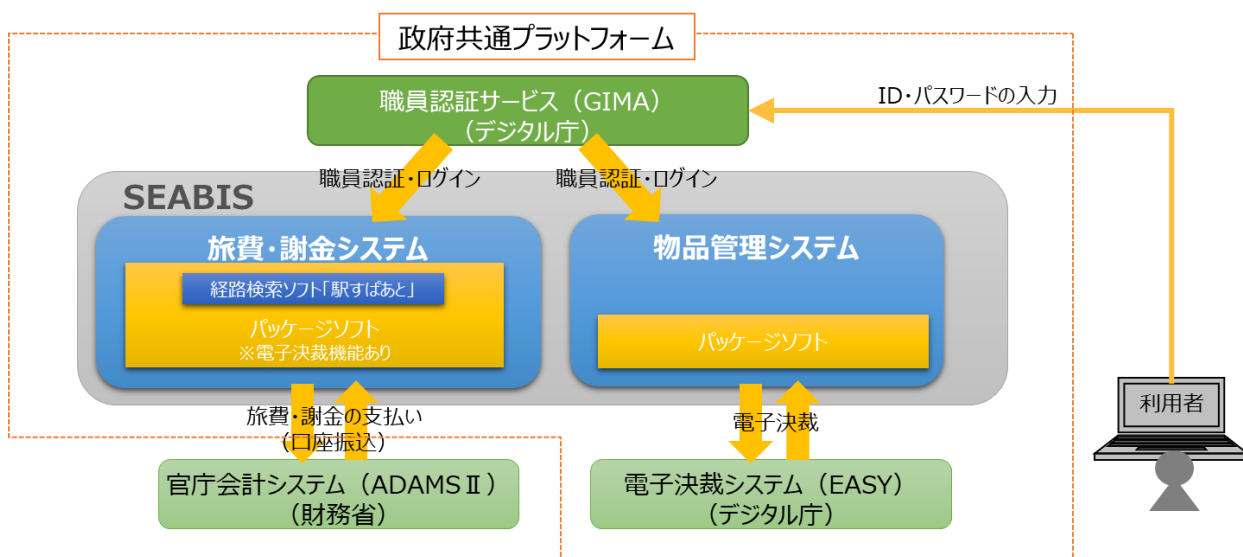 政府共通プラットフォーム
職員認証サービス（GIMA）
（デジタル庁）
ID・パスワードの入力
職員認証・ログイン
職員認証・ログイン
SEABIS
旅費・謝金システム
経路検索ソフト「駅すぱあと」
パッケージソフト
※電子決裁機能あり
物品管理システム
パッケージソフト
利用者
旅費・謝金の支払い
（口座振込）
電子決裁
官庁会計システム（ADAMSⅡ）
（財務省）
電子決裁システム（EASY）
（デジタル庁）